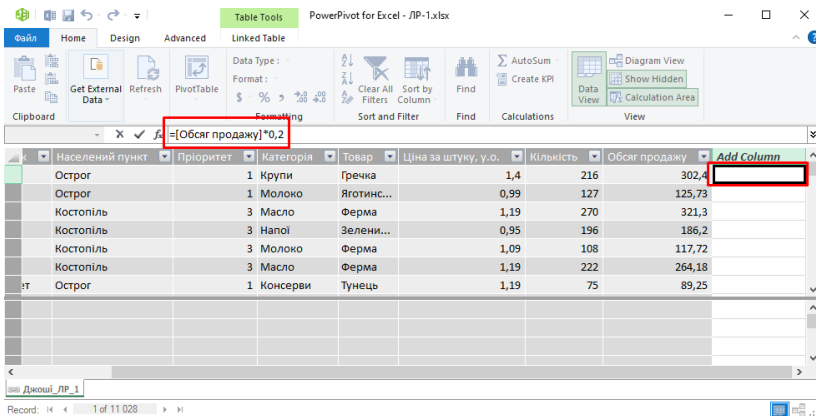 Table Tools PowerPivot for Excel - ЛР-1.xlsx
Файл Home Design Advanced Linked Table
Paste Get External Data Refresh PivotTable Data Type : Format : $ % Clear All Filters Sort by Column Find AutoSum Create KPI Data View Diagram View Show Hidden Calculation Area
Clipboard Formatting Sort and Filter Find Calculations View
=[Обсяг продажу]*0,2
Населений пункт Пріоритет Категорія Товар Ціна за штуку, у.о. Кількість Обсяг продажу Add Column
Острог 1 Крупи Гречка 1,4 216 302,4
Острог 1 Молоко Яготинс... 0,99 127 125,73
Костопіль 3 Масло Ферма 1,19 270 321,3
Костопіль 3 Напої Зелени... 0,95 196 186,2
Костопіль 3 Молоко Ферма 1,09 108 117,72
Костопіль 3 Масло Ферма 1,19 222 264,18
Острог 1 Консерви Тунець 1,19 75 89,25
Джоші_ЛР_1
Record: 1 of 11 028